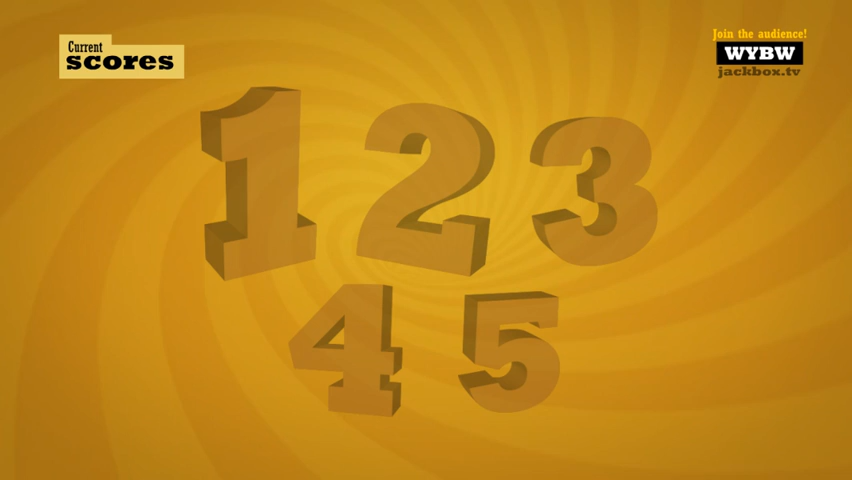 Current
scores
Join the audience!
WYBW
jackbox.tv
1 2 3
4 5